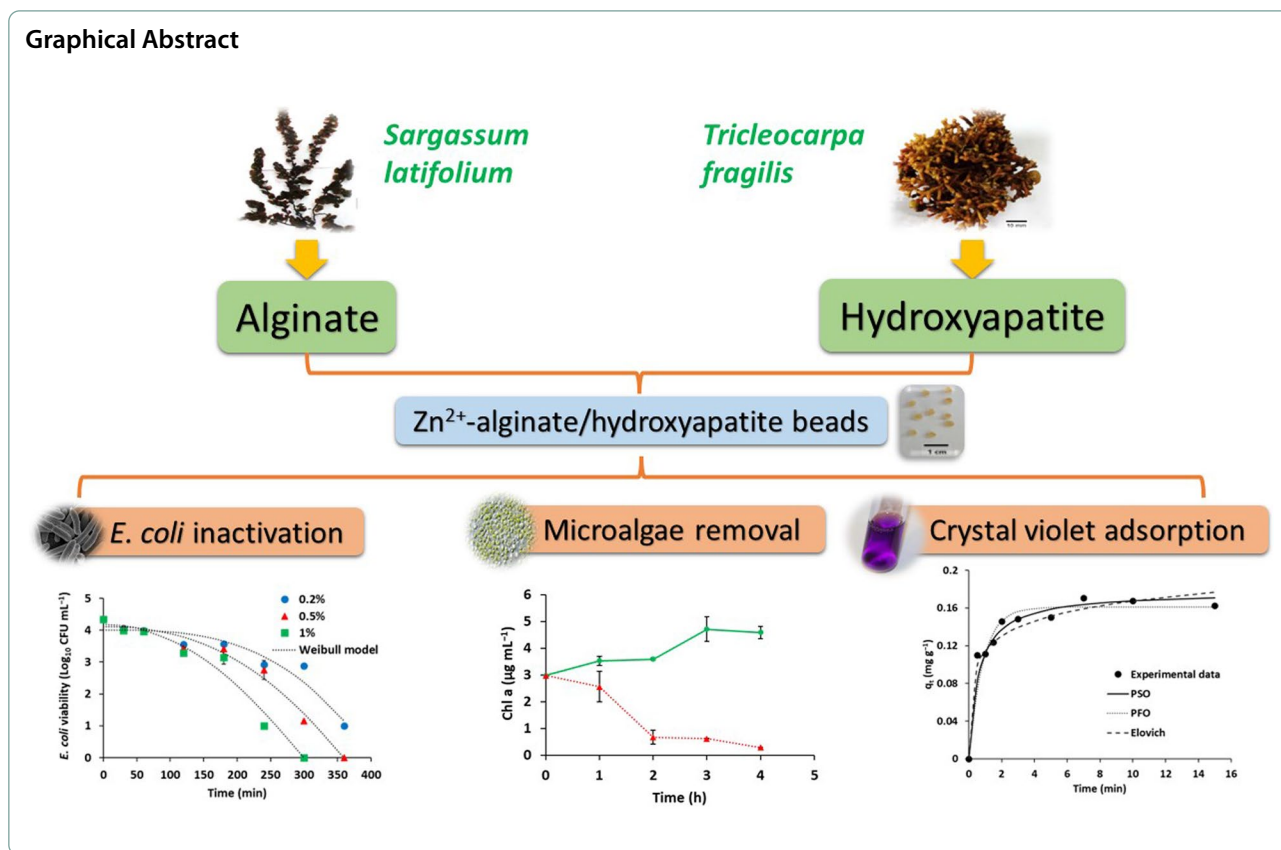 Graphical Abstract
Sargassum
latifolium
Tricleocarpa
fragilis
10 mm
Alginate
Hydroxyapatite
Zn²⁺-alginate/hydroxyapatite beads
1 cm
E. coli inactivation
Microalgae removal
Crystal violet adsorption
E. coli viability (Log₁₀ CFU mL⁻¹)
5
4
3
2
1
0
0 50 100 150 200 250 300 350 400
Time (min)
0.2%
0.5%
1%
Weibull model
Chl a (µg mL⁻¹)
6
5
4
3
2
1
0
0 1 2 3 4 5
Time (h)
qₜ (mg g⁻¹)
0.2
0.16
0.12
0.08
0.04
0
0 2 4 6 8 10 12 14 16
Time (min)
Experimental data
PSO
PFO
Elovich